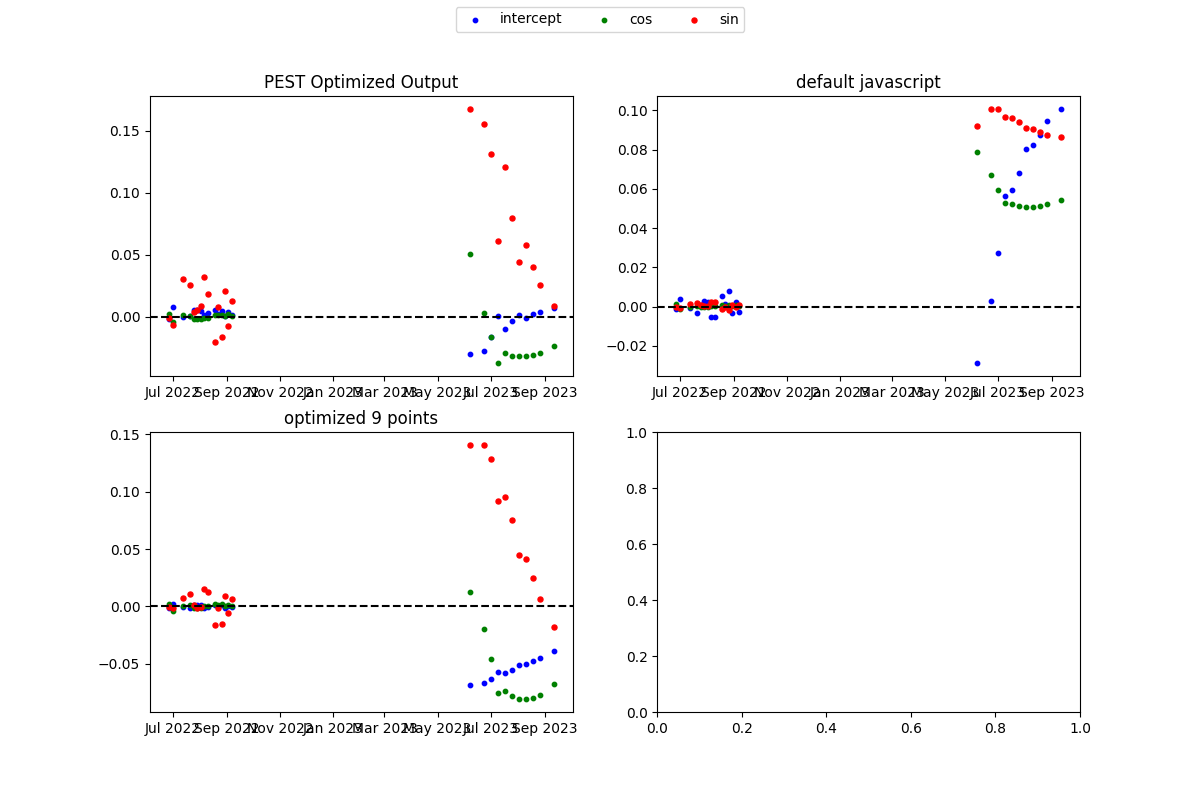 intercept cos sin
PEST Optimized Output
0.15
0.10
0.05
0.00
Jul 2022 Sep 2022 Nov 2022 Jan 2023 Mar 2023 May 2023 Jul 2023 Sep 2023
default javascript
0.10
0.08
0.06
0.04
0.02
0.00
−0.02
Jul 2022 Sep 2022 Nov 2022 Jan 2023 Mar 2023 May 2023 Jul 2023 Sep 2023
optimized 9 points
0.15
0.10
0.05
0.00
−0.05
Jul 2022 Sep 2022 Nov 2022 Jan 2023 Mar 2023 May 2023 Jul 2023 Sep 2023
1.0
0.8
0.6
0.4
0.2
0.0
0.0 0.2 0.4 0.6 0.8 1.0